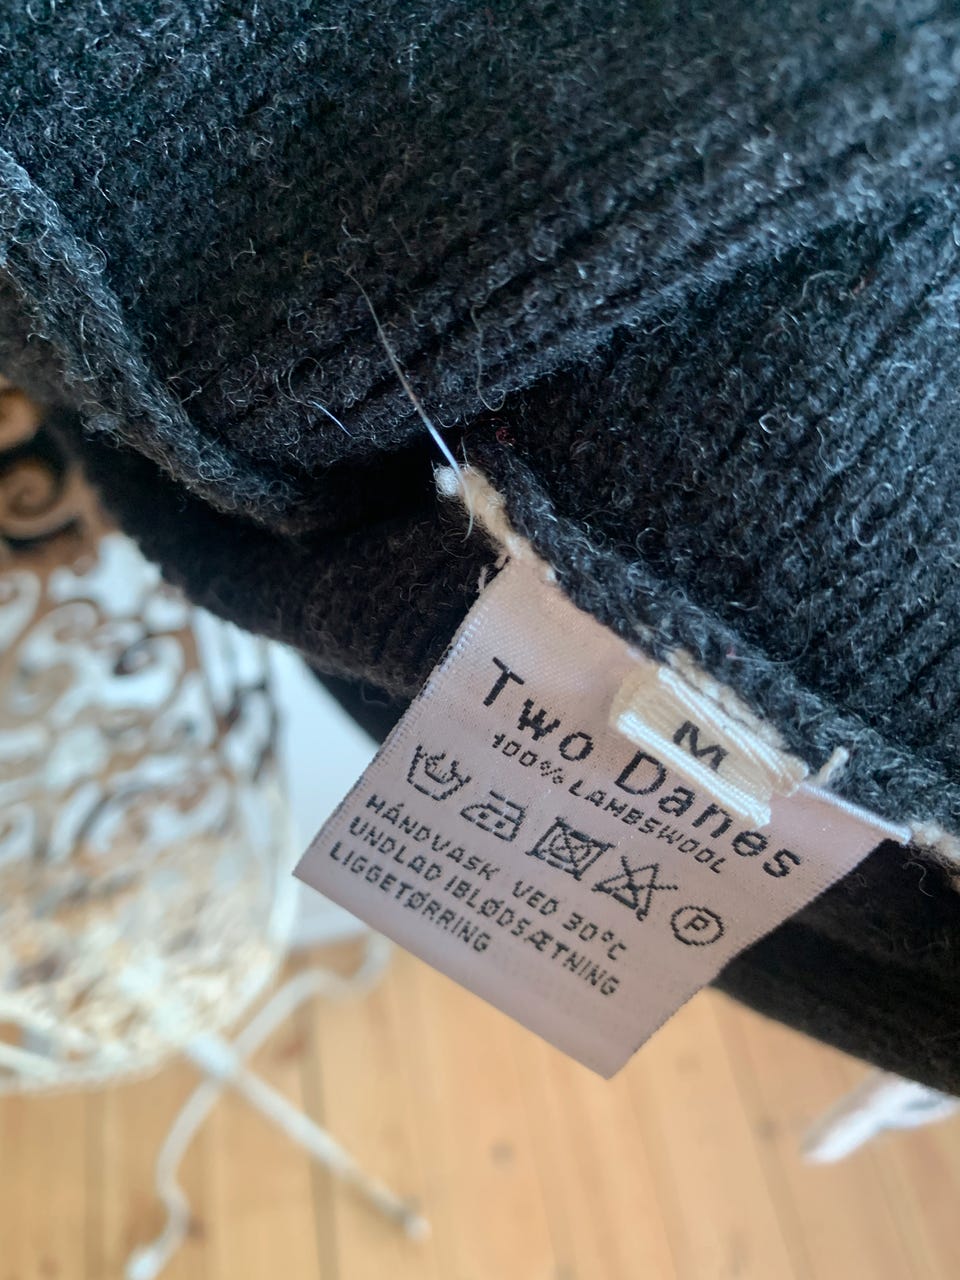 M
Two Danes
100% LAMBSWOOL
P
HÅNDVASK VED 30°C
UNDLAD IBLØDSÆTNING
LIGGETØRRING